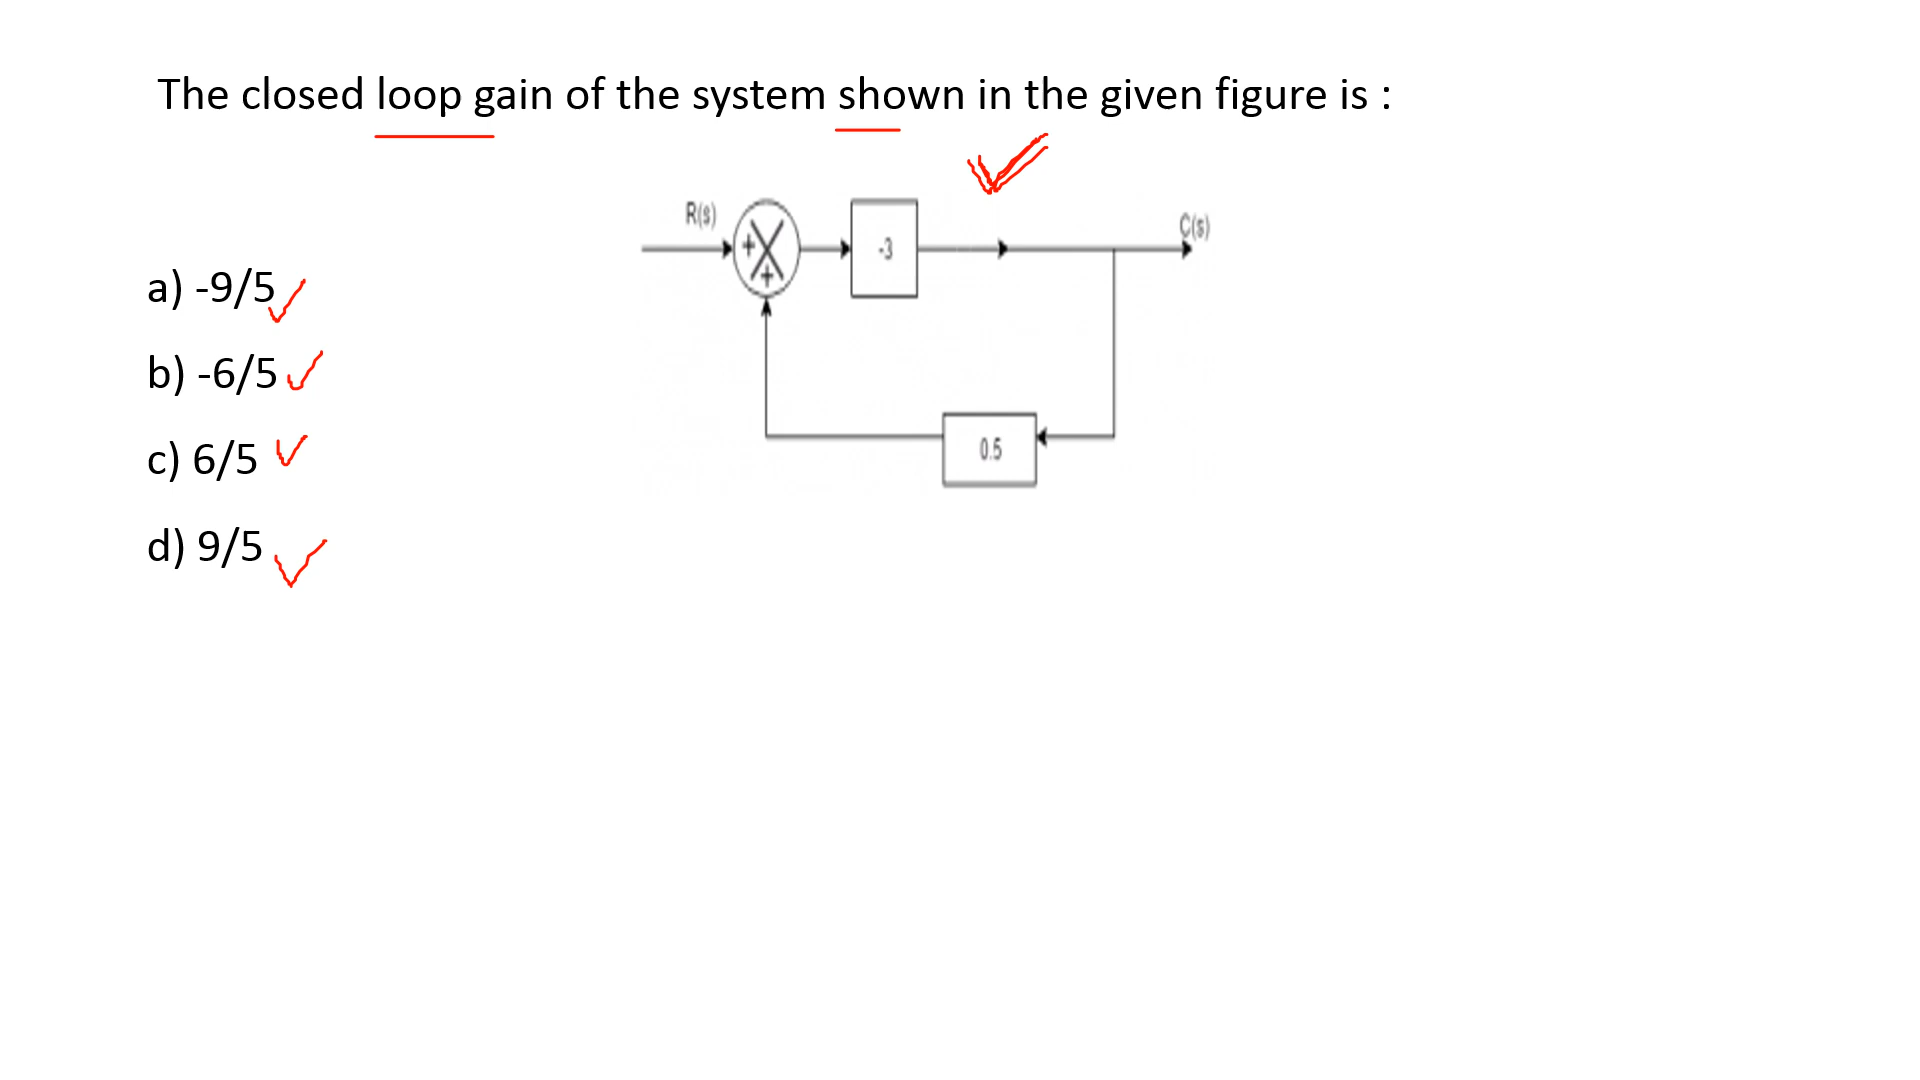 The closed loop gain of the system shown in the given figure is :
R(s)
+
+
-3
C(s)
0.5
a) -9/5
b) -6/5
c) 6/5
d) 9/5